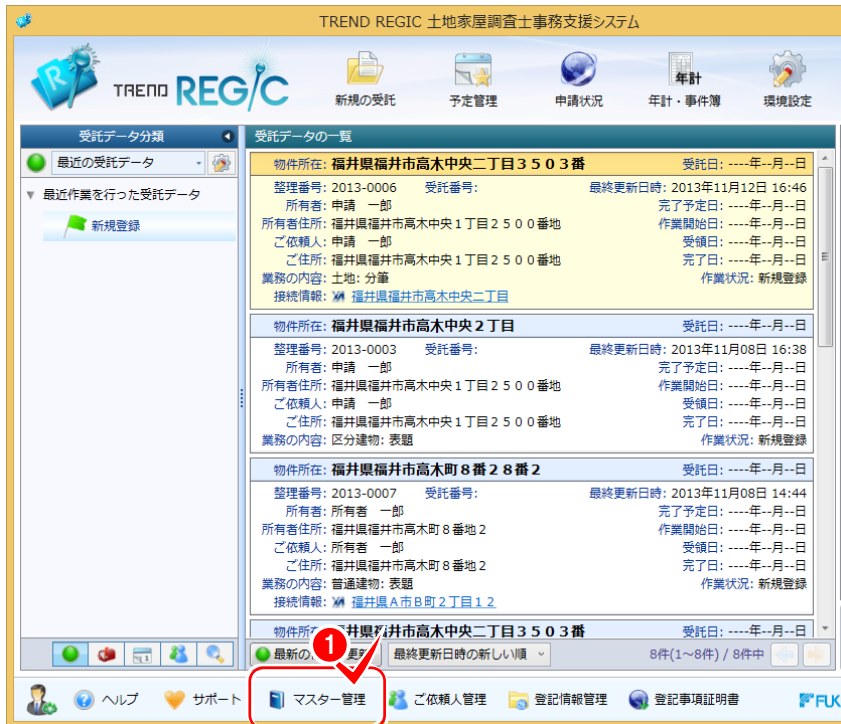 TREND REGIC 土地家屋調査士事務支援システム
TREND REGIC
新規の受託 予定管理 申請状況 年計・事件簿 環境設定
年計
受託データ分類
最近の受託データ
最近作業を行った受託データ
新規登録
受託データの一覧
物件所在: 福井県福井市高木中央二丁目3503番 受託日: ----年--月--日
整理番号: 2013-0006 受託番号: 最終更新日時: 2013年11月12日 16:46
所有者: 申請 一郎 完了予定日: ----年--月--日
所有者住所: 福井県福井市高木中央1丁目2500番地 作業開始日: ----年--月--日
ご依頼人: 申請 一郎 受領日: ----年--月--日
ご住所: 福井県福井市高木中央1丁目2500番地 完了日: ----年--月--日
業務の内容: 土地: 分筆 作業状況: 新規登録
接続情報: 福井県福井市高木中央二丁目
物件所在: 福井県福井市高木中央2丁目 受託日: ----年--月--日
整理番号: 2013-0003 受託番号: 最終更新日時: 2013年11月08日 16:38
所有者: 申請 一郎 完了予定日: ----年--月--日
所有者住所: 福井県福井市高木中央1丁目2500番地 作業開始日: ----年--月--日
ご依頼人: 申請 一郎 受領日: ----年--月--日
ご住所: 福井県福井市高木中央1丁目2500番地 完了日: ----年--月--日
業務の内容: 区分建物: 表題 作業状況: 新規登録
物件所在: 福井県福井市高木町8番28番2 受託日: ----年--月--日
整理番号: 2013-0007 受託番号: 最終更新日時: 2013年11月08日 14:44
所有者: 所有者 一郎 完了予定日: ----年--月--日
所有者住所: 福井県福井市高木町8番地2 作業開始日: ----年--月--日
ご依頼人: 所有者 一郎 受領日: ----年--月--日
ご住所: 福井県福井市高木町8番地2 完了日: ----年--月--日
業務の内容: 普通建物: 表題 作業状況: 新規登録
接続情報: 福井県A市B町2丁目12
物件所在: 井県福井市高木中央二丁目3503番 受託日: ----年--月--日
1
最新の 更新 最終更新日時の新しい順 8件(1~8件) / 8件中
ヘルプ サポート マスター管理 ご依頼人管理 登記情報管理 登記事項証明書 FUK